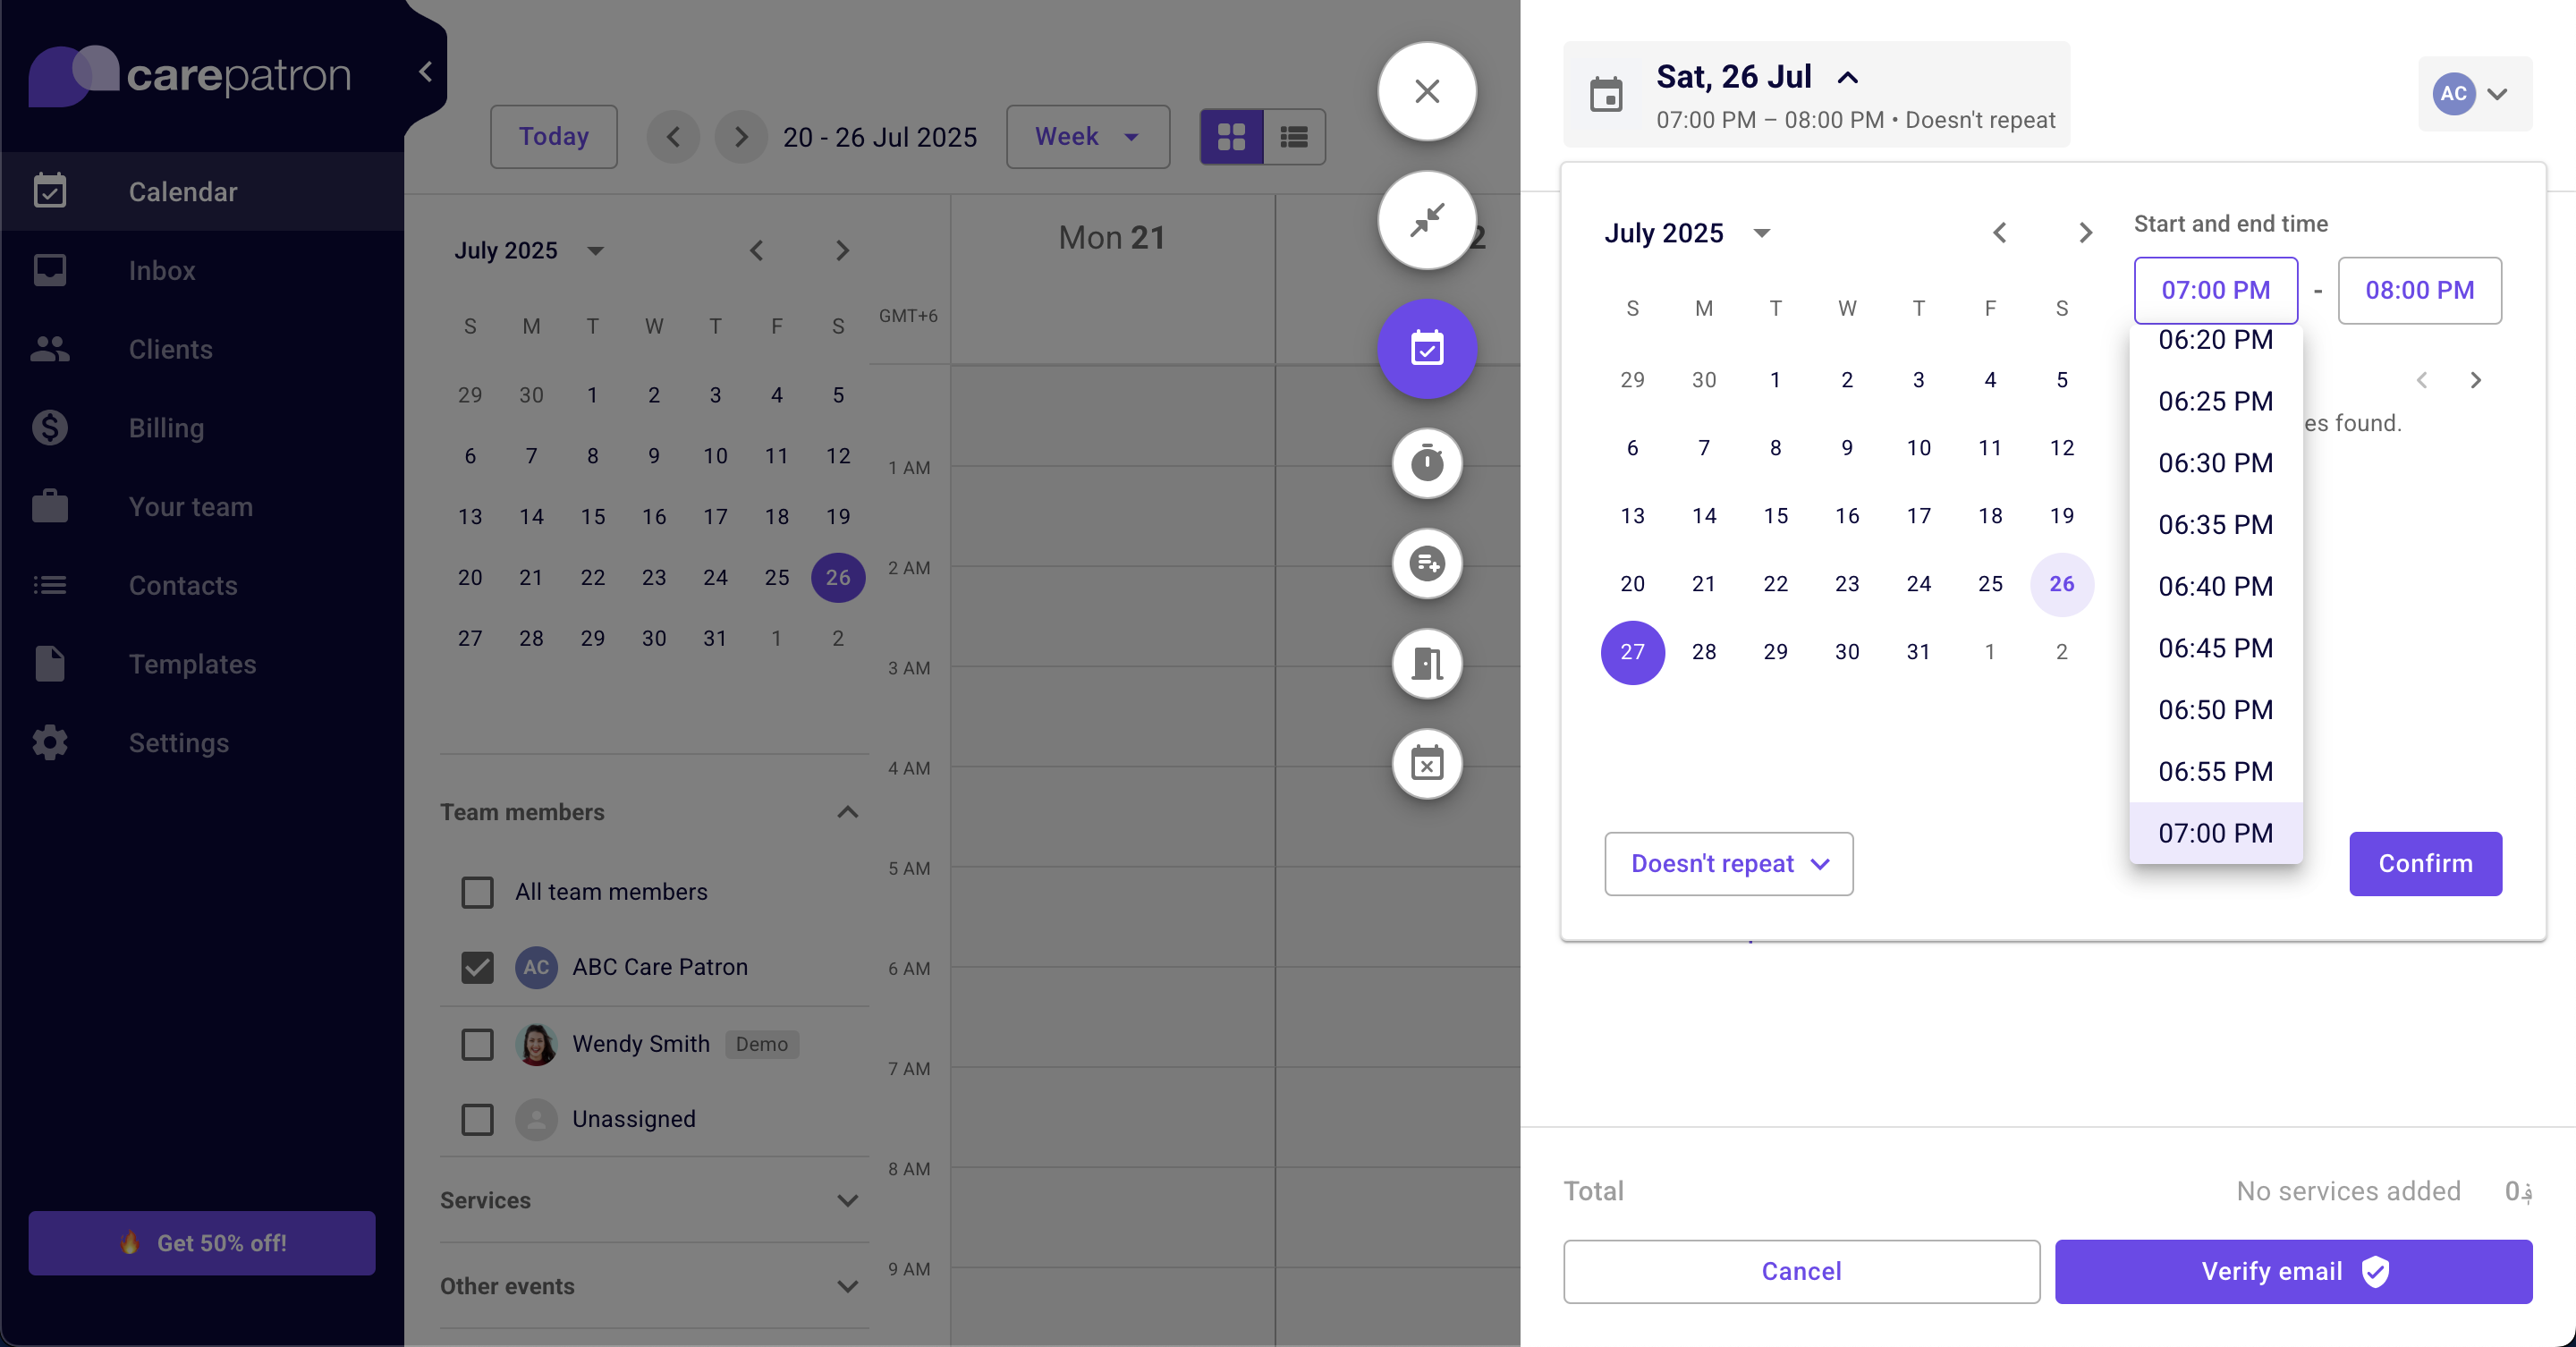 carepatron
Calendar
Inbox
Clients
Billing
Your team
Contacts
Templates
Settings
Get 50% off!
Today
20 - 26 Jul 2025
Week
July 2025
S M T W T F S
29 30 1 2 3 4 5
6 7 8 9 10 11 12
13 14 15 16 17 18 19
20 21 22 23 24 25 26
27 28 29 30 31 1 2
Team members
All team members
AC ABC Care Patron
Wendy Smith Demo
Unassigned
Services
Other events
Mon 21
2
GMT+6
1 AM
2 AM
3 AM
4 AM
5 AM
6 AM
7 AM
8 AM
9 AM
Sat, 26 Jul
07:00 PM – 08:00 PM • Doesn't repeat
AC
July 2025
S M T W T F S
29 30 1 2 3 4 5
6 7 8 9 10 11 12
13 14 15 16 17 18 19
20 21 22 23 24 25 26
27 28 29 30 31 1 2
Doesn't repeat
Start and end time
07:00 PM - 08:00 PM
06:20 PM
06:25 PM
06:30 PM
06:35 PM
06:40 PM
06:45 PM
06:50 PM
06:55 PM
07:00 PM
es found.
Confirm
Total
No services added ؋0
Cancel
Verify email